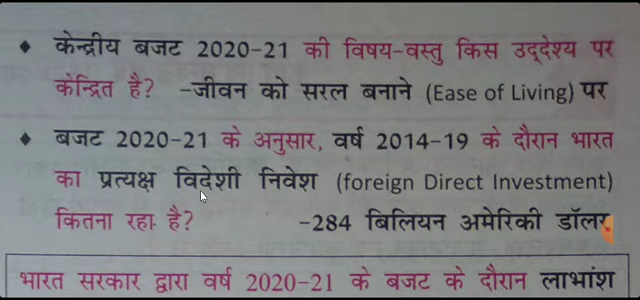 ♦ केन्द्रीय बजट 2020-21 की विषय-वस्तु किस उद्देश्य पर
केन्द्रित है? -जीवन को सरल बनाने (Ease of Living) पर
♦ बजट 2020-21 के अनुसार, वर्ष 2014-19 के दौरान भारत
का प्रत्यक्ष विदेशी निवेश (foreign Direct Investment)
कितना रहा है? -284 बिलियन अमेरिकी डॉलर
भारत सरकार द्वारा वर्ष 2020-21 के बजट के दौरान लाभांश